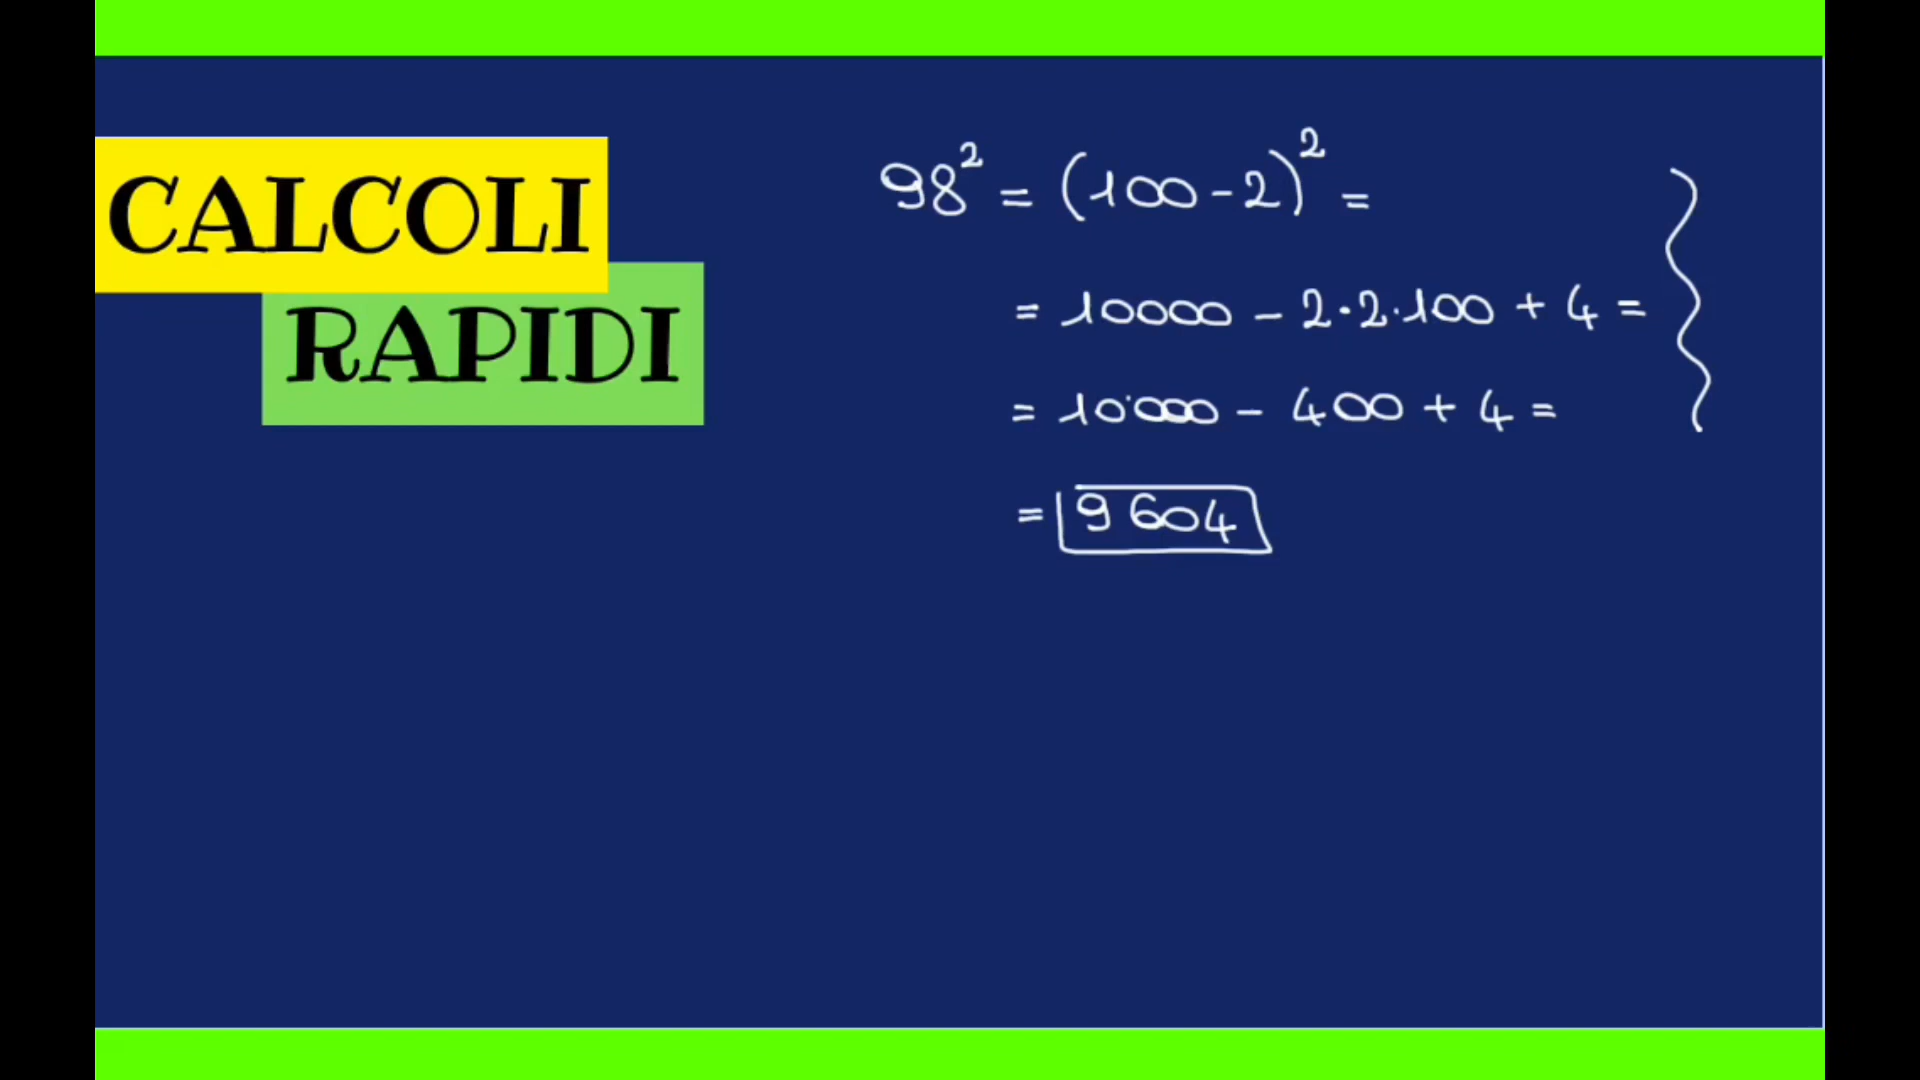 CALCOLI
RAPIDI
98² = (100 - 2)² =
= 10000 - 2·2·100 + 4 =
= 10˙000 - 400 + 4 =
= 9 604